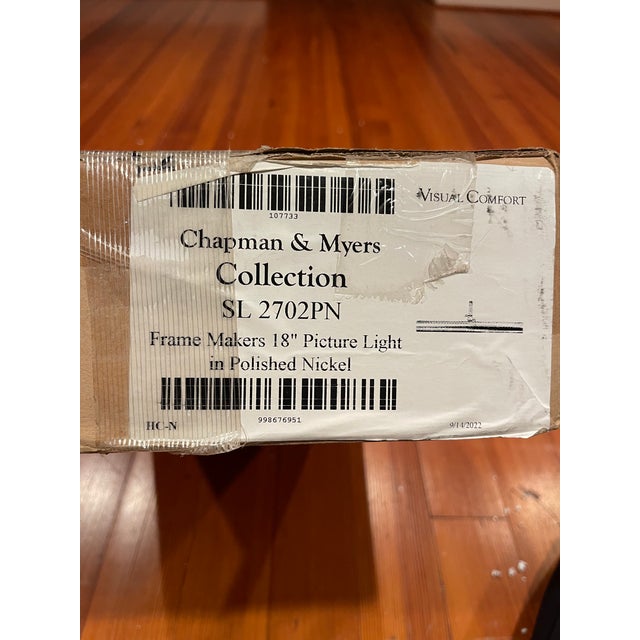 107733
VISUAL COMFORT
Chapman & Myers
Collection
SL 2702PN
Frame Makers 18" Picture Light
in Polished Nickel
998676951
HC-N
9/14/2022